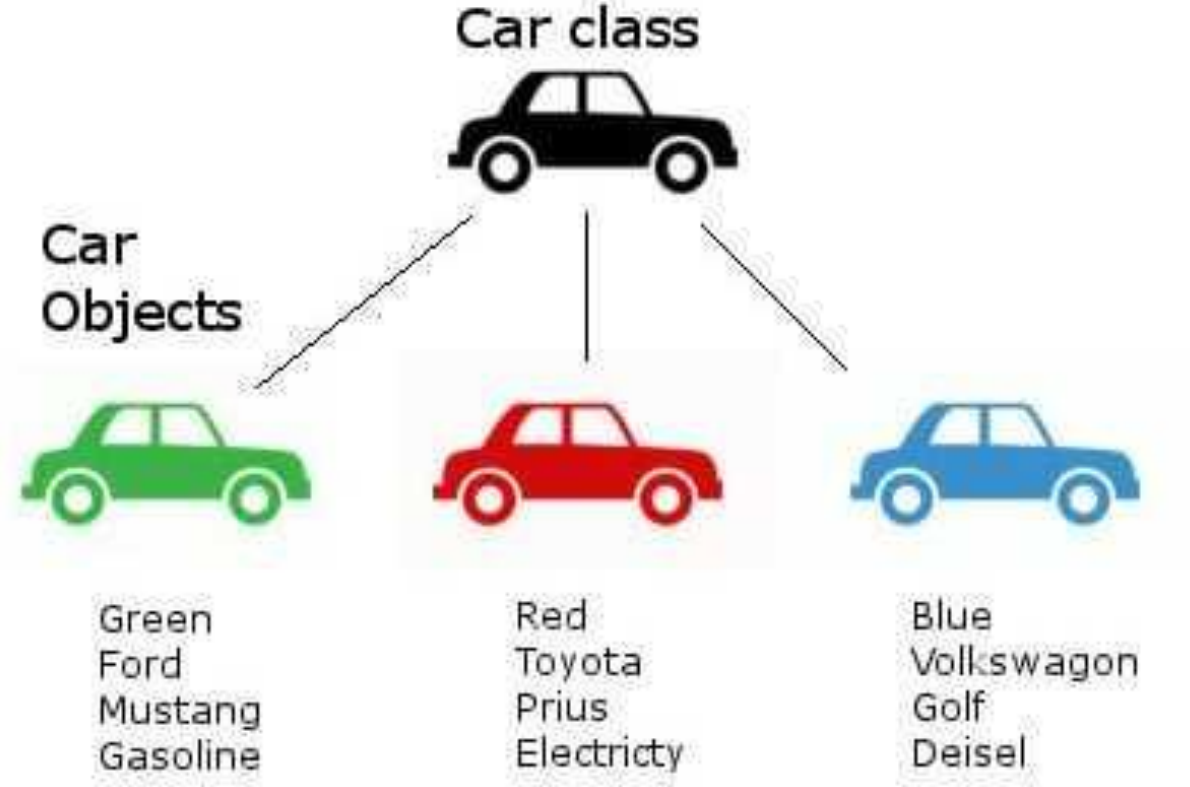 Car class
Car
Objects
Green
Ford
Mustang
Gasoline
Red
Toyota
Prius
Electricty
Blue
Volkswagon
Golf
Deisel